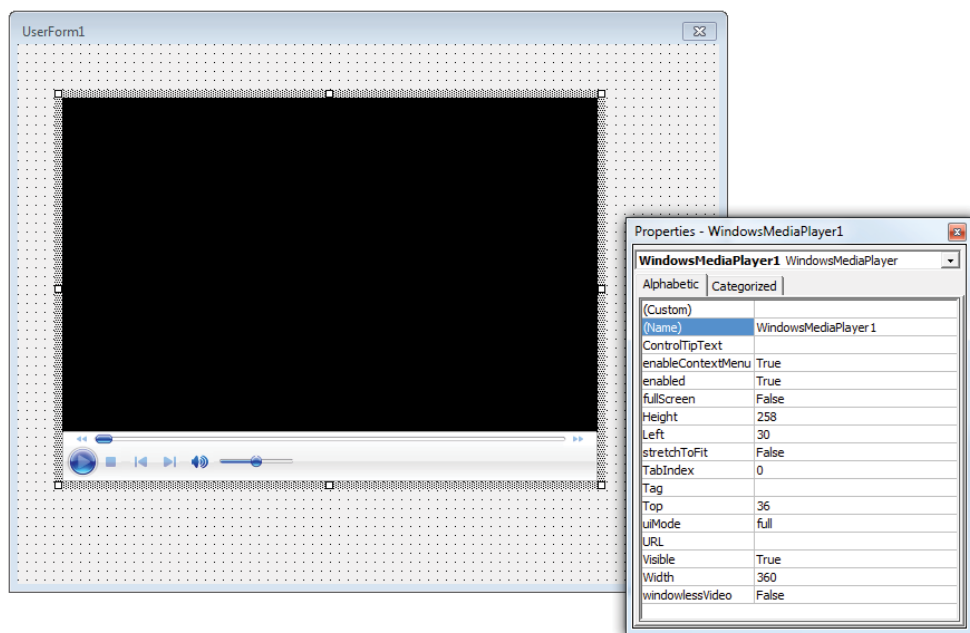 UserForm1
Properties - WindowsMediaPlayer1
WindowsMediaPlayer1 WindowsMediaPlayer
Alphabetic Categorized
(Custom)
(Name) WindowsMediaPlayer1
ControlTipText
enableContextMenu True
enabled True
fullScreen False
Height 258
Left 30
stretchToFit False
TabIndex 0
Tag
Top 36
uiMode full
URL
Visible True
Width 360
windowlessVideo False